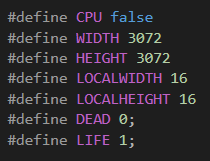 #define CPU false
#define WIDTH 3072
#define HEIGHT 3072
#define LOCALWIDTH 16
#define LOCALHEIGHT 16
#define DEAD 0;
#define LIFE 1;